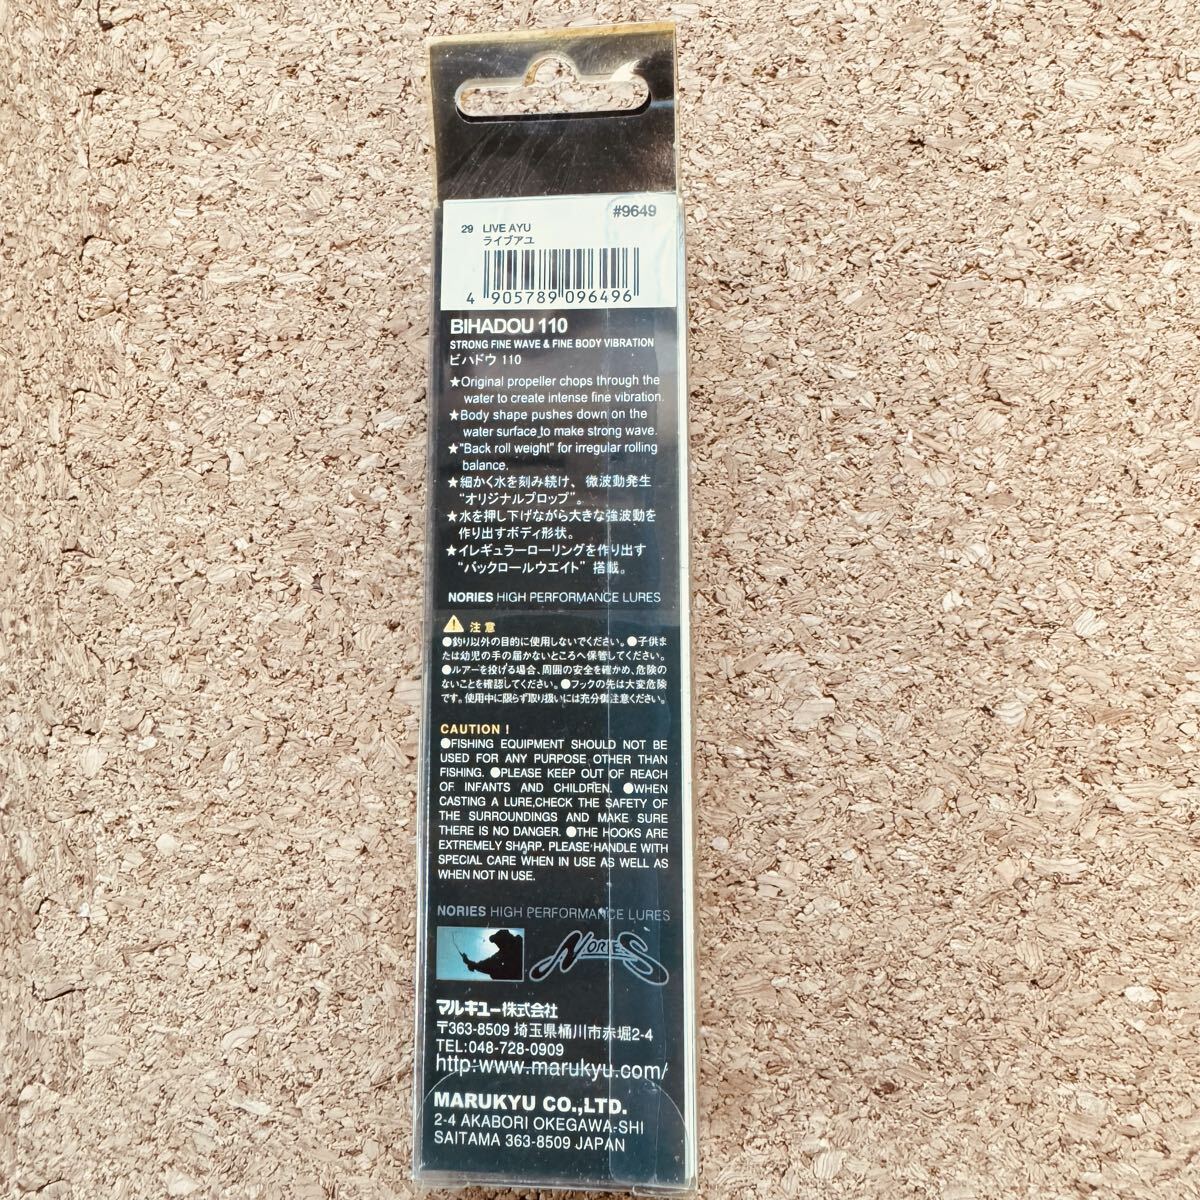 #9649
29 LIVE AYU
ライブアユ
4 905789 096496
BIHADOU 110
STRONG FINE WAVE & FINE BODY VIBRATION
ビハドウ 110
★Original propeller chops through the
water to create intense fine vibration.
★Body shape pushes down on the
water surface to make strong wave.
★"Back roll weight" for irregular rolling
balance.
★細かく水を刻み続け、微波動発生
"オリジナルプロップ"。
★水を押し下げながら大きな強波動を
作り出すボディ形状。
★イレギュラーローリングを作り出す
"バックロールウエイト" 搭載。
NORIES HIGH PERFORMANCE LURES
注意
●釣り以外の目的に使用しないでください。●子供ま
たは幼児の手の届かないところへ保管してください。
●ルアーを投げる場合、周囲の安全を確かめ、危険の
ないことを確認してください。●フックの先は大変危険
です。使用中に限らず取り扱いには充分御注意ください。
CAUTION !
●FISHING EQUIPMENT SHOULD NOT BE
USED FOR ANY PURPOSE OTHER THAN
FISHING. ●PLEASE KEEP OUT OF REACH
OF INFANTS AND CHILDREN. ●WHEN
CASTING A LURE,CHECK THE SAFETY OF
THE SURROUNDINGS AND MAKE SURE
THERE IS NO DANGER. ●THE HOOKS ARE
EXTREMELY SHARP. PLEASE HANDLE WITH
SPECIAL CARE WHEN IN USE AS WELL AS
WHEN NOT IN USE.
NORIES HIGH PERFORMANCE LURES
NORIES
マルキユー株式会社
〒363-8509 埼玉県桶川市赤堀2-4
TEL:048-728-0909
http:www.marukyu.com/
MARUKYU CO.,LTD.
2-4 AKABORI OKEGAWA-SHI
SAITAMA 363-8509 JAPAN